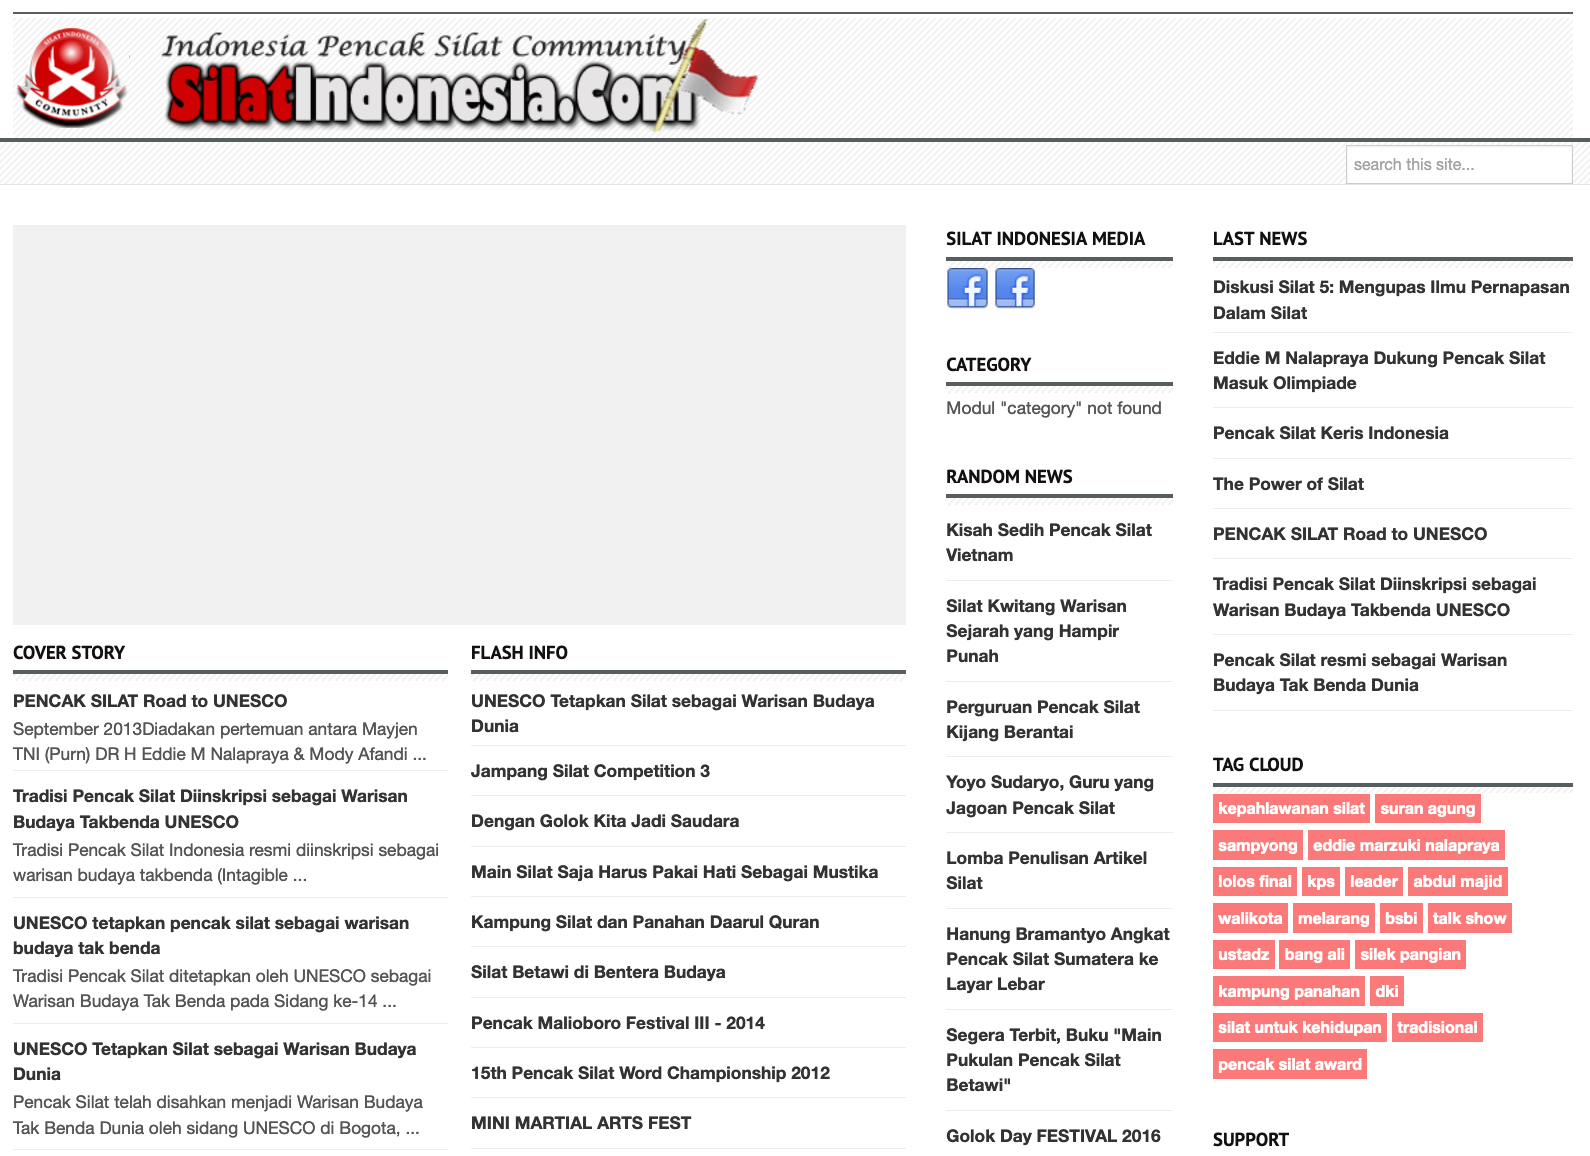 SILAT INDONESIA
COMMUNITY
Indonesia Pencak Silat Community
SilatIndonesia.Com
search this site...
COVER STORY
PENCAK SILAT Road to UNESCO
September 2013Diadakan pertemuan antara Mayjen
TNI (Purn) DR H Eddie M Nalapraya & Mody Afandi ...
Tradisi Pencak Silat Diinskripsi sebagai Warisan
Budaya Takbenda UNESCO
Tradisi Pencak Silat Indonesia resmi diinskripsi sebagai
warisan budaya takbenda (Intagible ...
UNESCO tetapkan pencak silat sebagai warisan
budaya tak benda
Tradisi Pencak Silat ditetapkan oleh UNESCO sebagai
Warisan Budaya Tak Benda pada Sidang ke-14 ...
UNESCO Tetapkan Silat sebagai Warisan Budaya
Dunia
Pencak Silat telah disahkan menjadi Warisan Budaya
Tak Benda Dunia oleh sidang UNESCO di Bogota, ...
FLASH INFO
UNESCO Tetapkan Silat sebagai Warisan Budaya
Dunia
Jampang Silat Competition 3
Dengan Golok Kita Jadi Saudara
Main Silat Saja Harus Pakai Hati Sebagai Mustika
Kampung Silat dan Panahan Daarul Quran
Silat Betawi di Bentera Budaya
Pencak Malioboro Festival III - 2014
15th Pencak Silat Word Championship 2012
MINI MARTIAL ARTS FEST
SILAT INDONESIA MEDIA
CATEGORY
Modul "category" not found
RANDOM NEWS
Kisah Sedih Pencak Silat
Vietnam
Silat Kwitang Warisan
Sejarah yang Hampir
Punah
Perguruan Pencak Silat
Kijang Berantai
Yoyo Sudaryo, Guru yang
Jagoan Pencak Silat
Lomba Penulisan Artikel
Silat
Hanung Bramantyo Angkat
Pencak Silat Sumatera ke
Layar Lebar
Segera Terbit, Buku "Main
Pukulan Pencak Silat
Betawi"
Golok Day FESTIVAL 2016
LAST NEWS
Diskusi Silat 5: Mengupas Ilmu Pernapasan
Dalam Silat
Eddie M Nalapraya Dukung Pencak Silat
Masuk Olimpiade
Pencak Silat Keris Indonesia
The Power of Silat
PENCAK SILAT Road to UNESCO
Tradisi Pencak Silat Diinskripsi sebagai
Warisan Budaya Takbenda UNESCO
Pencak Silat resmi sebagai Warisan
Budaya Tak Benda Dunia
TAG CLOUD
kepahlawanan silat suran agung
sampyong eddie marzuki nalapraya
lolos final kps leader abdul majid
walikota melarang bsbi talk show
ustadz bang ali silek pangian
kampung panahan dki
silat untuk kehidupan tradisional
pencak silat award
SUPPORT